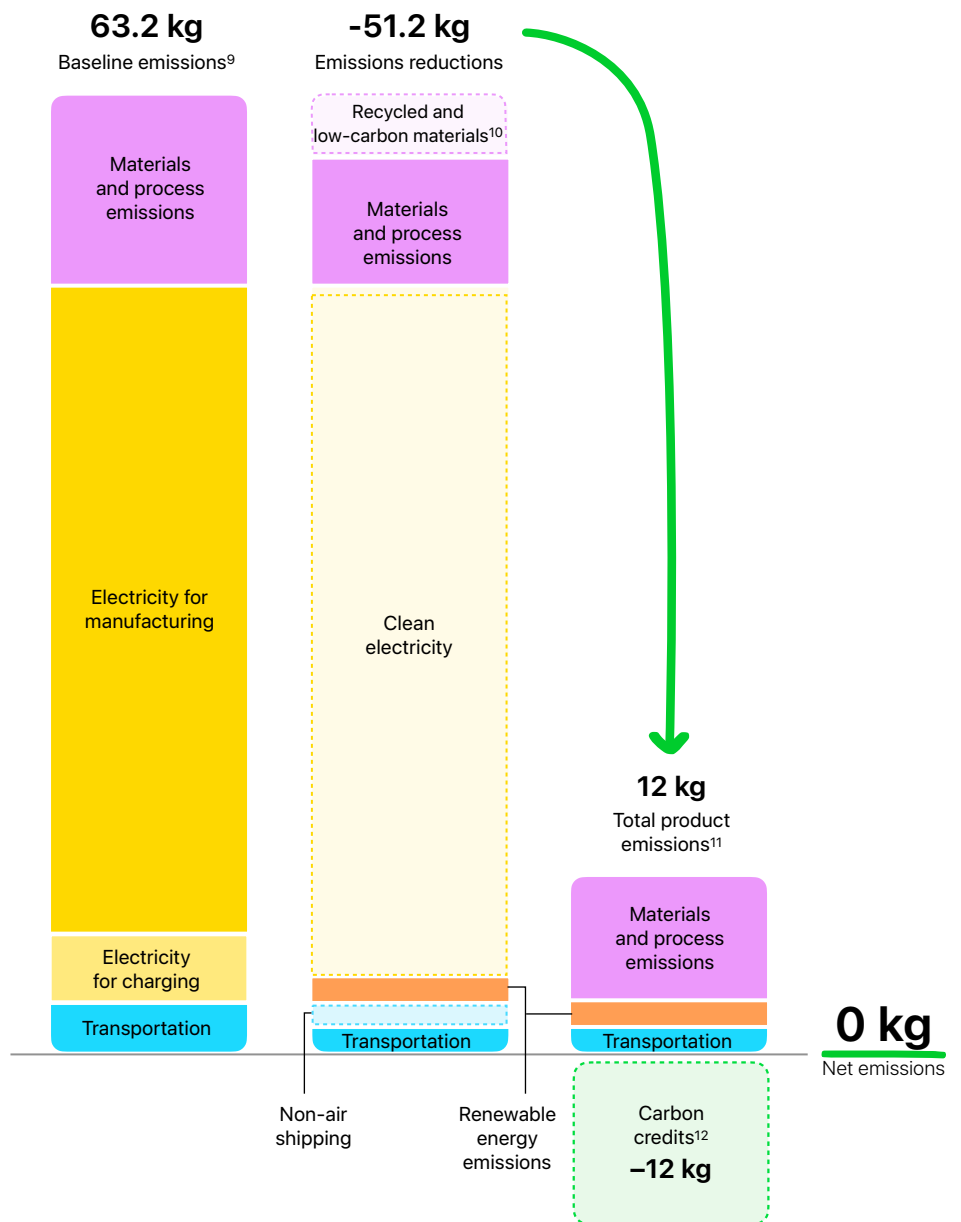 63.2 kg
Baseline emissions⁹
Materials
and process
emissions
Electricity for
manufacturing
Electricity
for charging
Transportation
-51.2 kg
Emissions reductions
Recycled and
low-carbon materials¹⁰
Materials
and process
emissions
Clean
electricity
Transportation
Non-air
shipping
Renewable
energy
emissions
12 kg
Total product
emissions¹¹
Materials
and process
emissions
Transportation
Carbon
credits¹²
–12 kg
0 kg
Net emissions